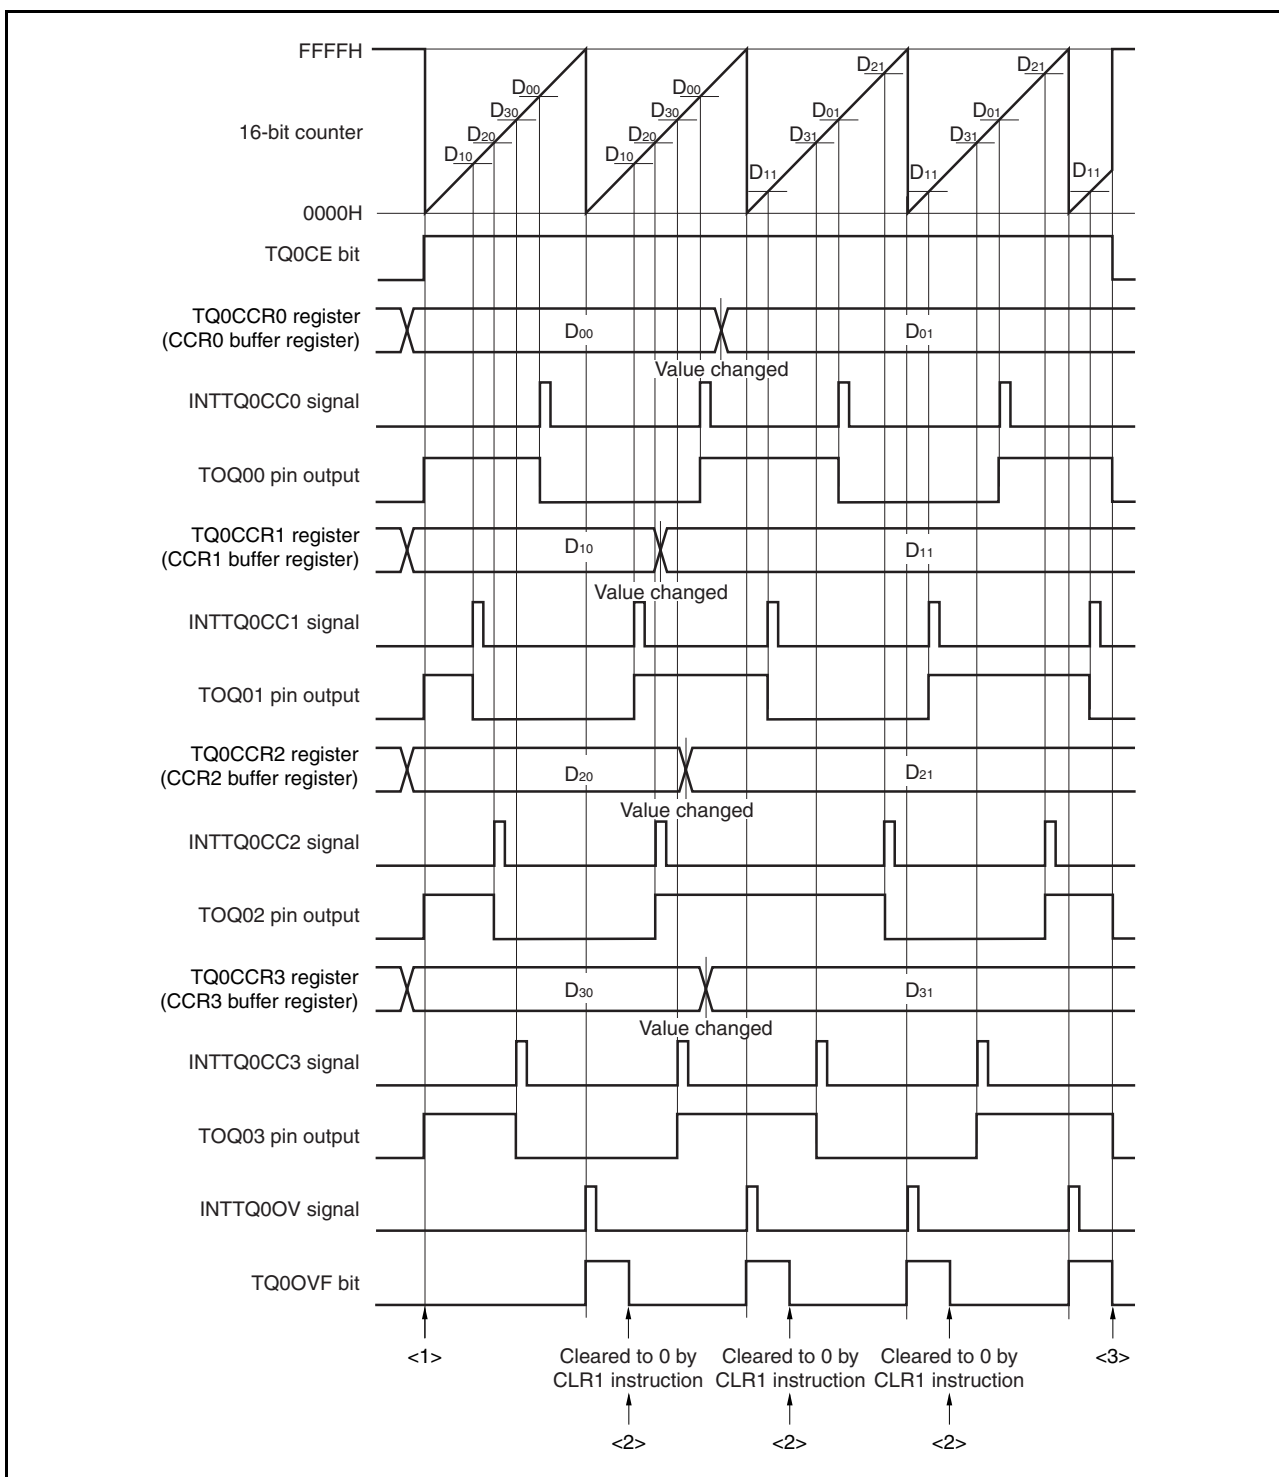 FFFFH
16-bit counter
0000H
D10 D20 D30 D00 D10 D20 D30 D00 D11 D31 D01 D21 D11 D31 D01 D21 D11
TQ0CE bit
TQ0CCR0 register
(CCR0 buffer register)
D00 D01
Value changed
INTTQ0CC0 signal
TOQ00 pin output
TQ0CCR1 register
(CCR1 buffer register)
D10 D11
Value changed
INTTQ0CC1 signal
TOQ01 pin output
TQ0CCR2 register
(CCR2 buffer register)
D20 D21
Value changed
INTTQ0CC2 signal
TOQ02 pin output
TQ0CCR3 register
(CCR3 buffer register)
D30 D31
Value changed
INTTQ0CC3 signal
TOQ03 pin output
INTTQ0OV signal
TQ0OVF bit
<1> Cleared to 0 by Cleared to 0 by Cleared to 0 by <3>
CLR1 instruction CLR1 instruction CLR1 instruction
<2> <2> <2>